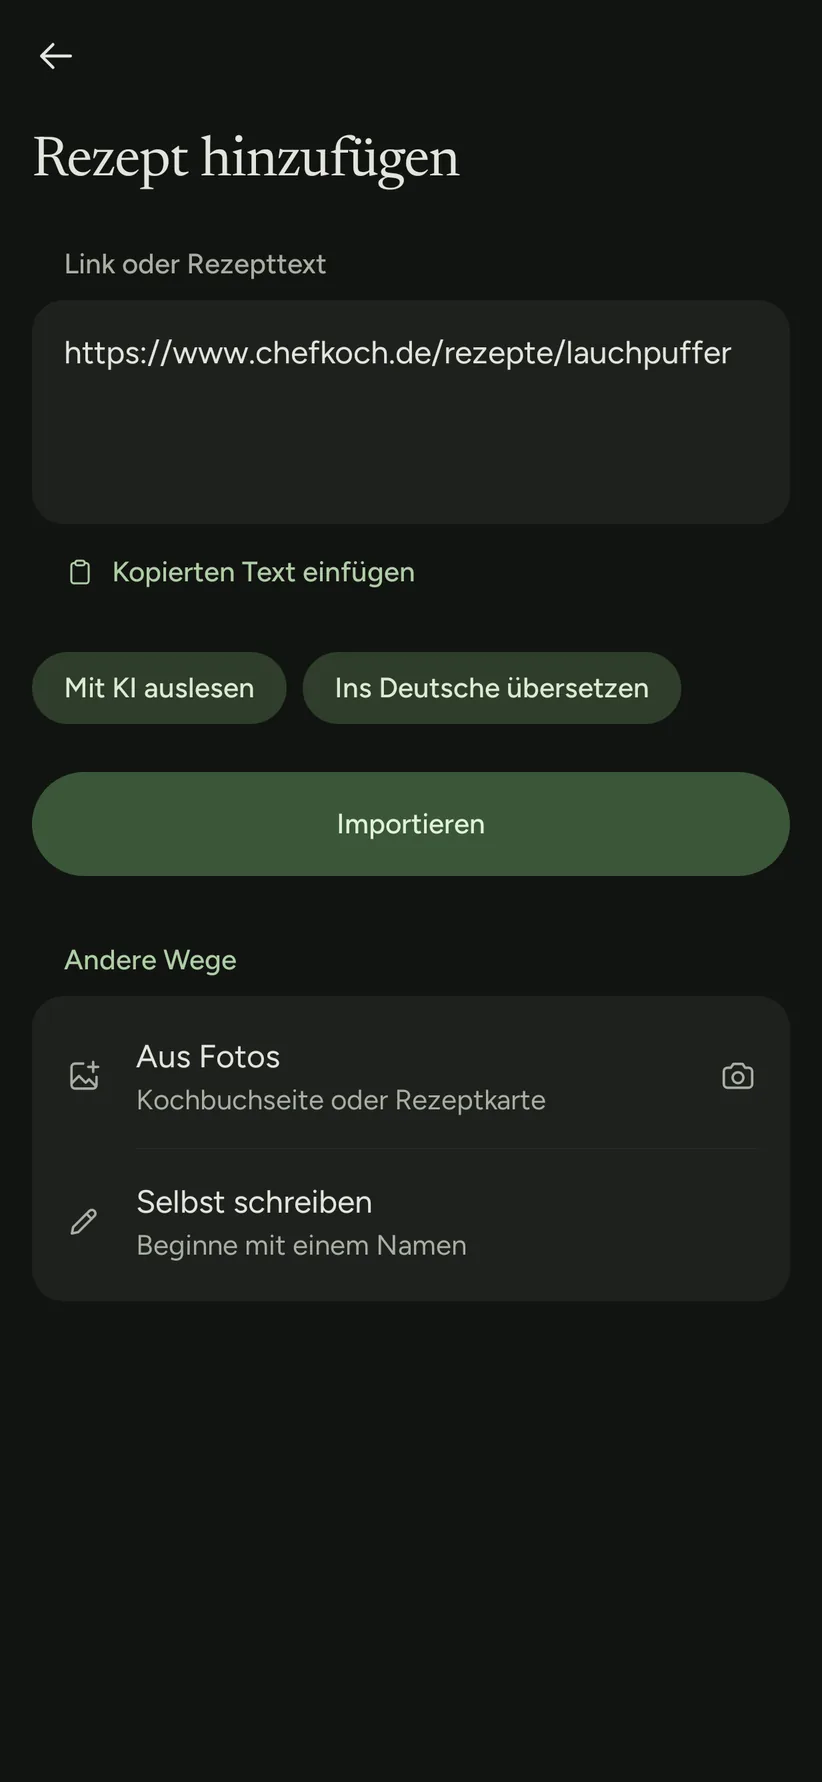 Rezept hinzufügen
Link oder Rezepttext
https://www.chefkoch.de/rezepte/lauchpuffer
Kopierten Text einfügen
Mit KI auslesen
Ins Deutsche übersetzen
Importieren
Andere Wege
Aus Fotos
Kochbuchseite oder Rezeptkarte
Selbst schreiben
Beginne mit einem Namen